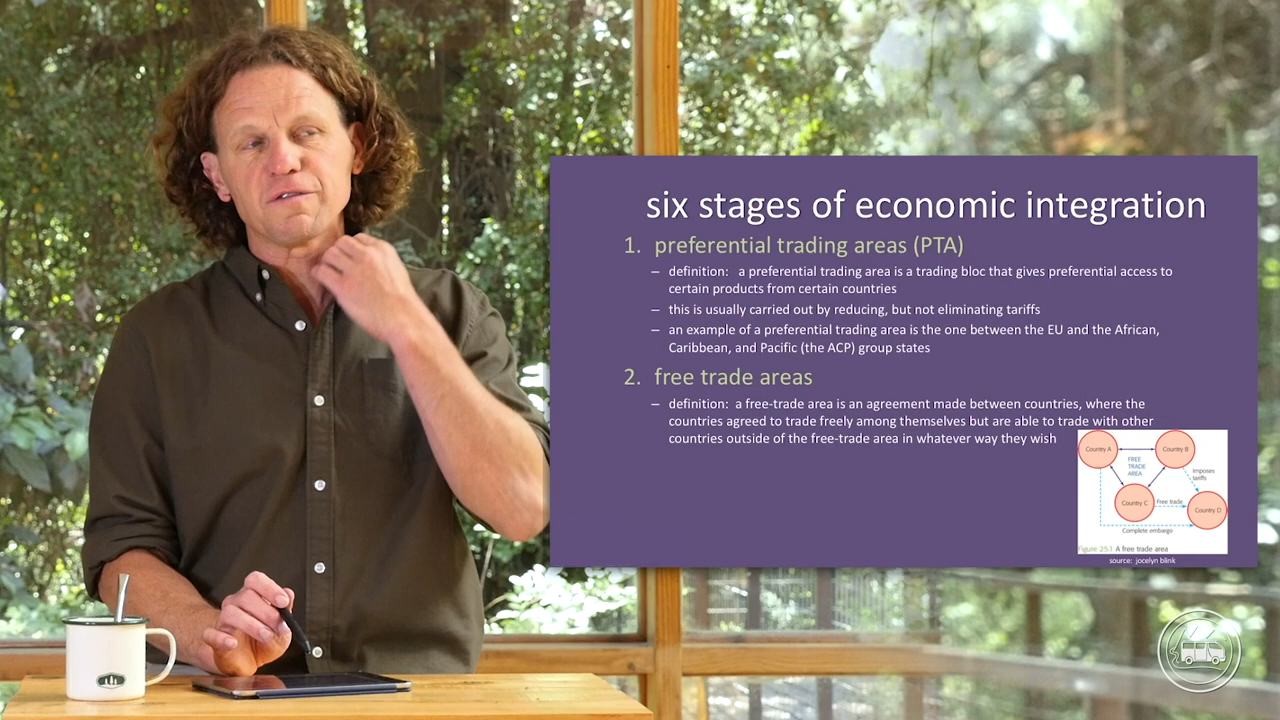 six stages of economic integration
1. preferential trading areas (PTA)
– definition: a preferential trading area is a trading bloc that gives preferential access to
certain products from certain countries
– this is usually carried out by reducing, but not eliminating tariffs
– an example of a preferential trading area is the one between the EU and the African,
Caribbean, and Pacific (the ACP) group states
2. free trade areas
– definition: a free-trade area is an agreement made between countries, where the
countries agreed to trade freely among themselves but are able to trade with other
countries outside of the free-trade area in whatever way they wish
Country A
Country B
FREE
TRADE
AREA
Imposes
tariffs
Country C
Free trade
Country D
Complete embargo
Figure 25.1 A free trade area
source: jocelyn blink